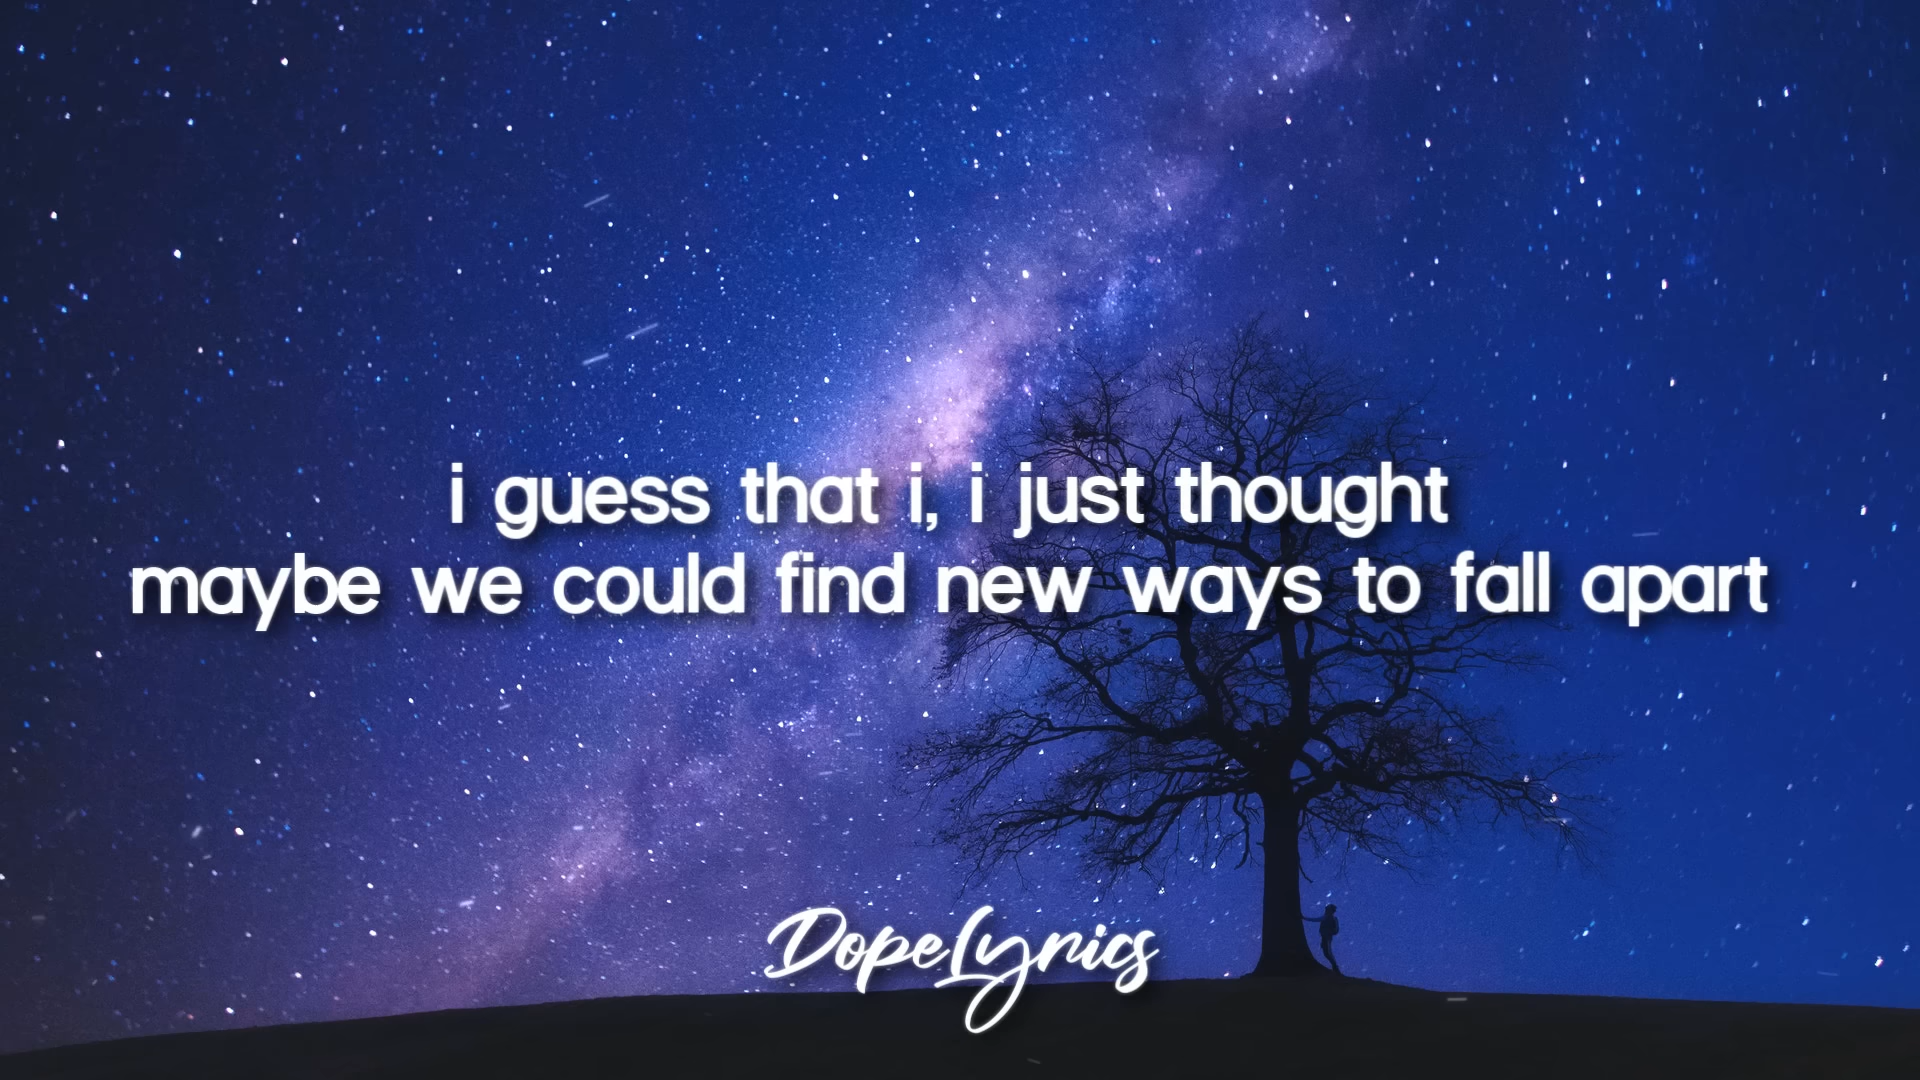 i guess that i, i just thought
maybe we could find new ways to fall apart
DopeLyrics